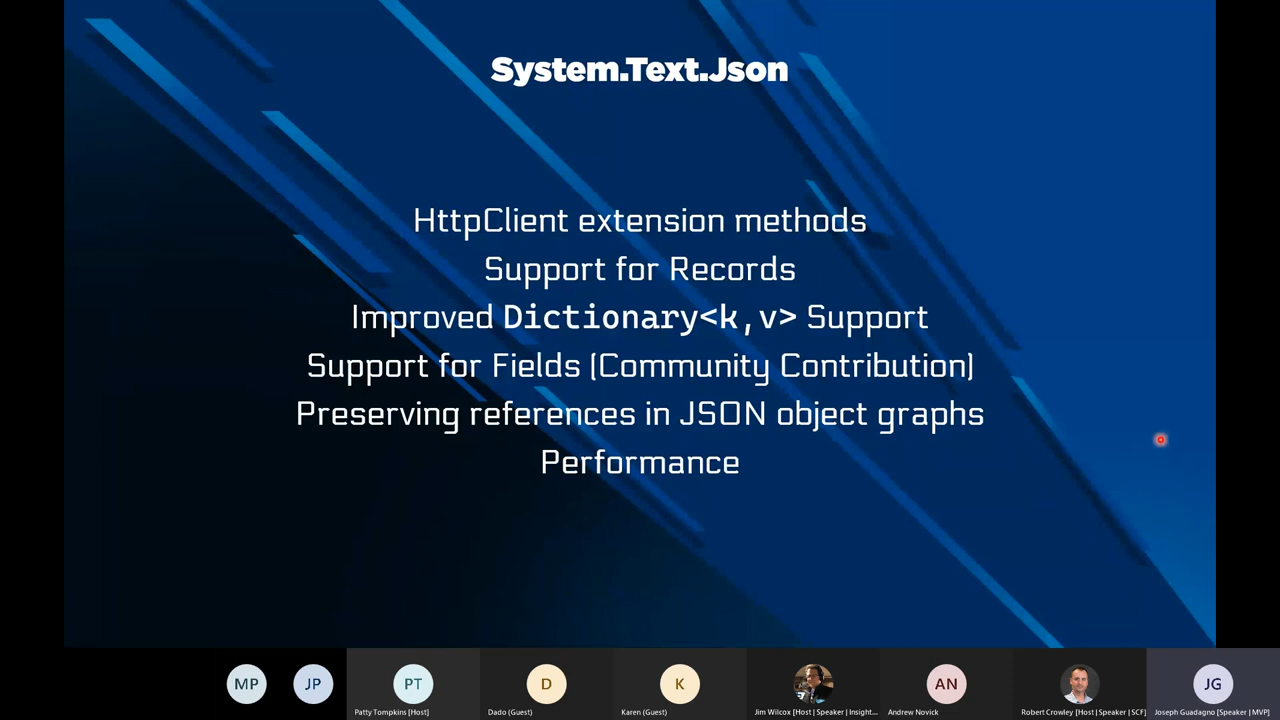 System.Text.Json
HttpClient extension methods
Support for Records
Improved Dictionary<k,v> Support
Support for Fields (Community Contribution)
Preserving references in JSON object graphs
Performance
MP
JP
PT
D
K
AN
JG
Patty Tompkins [Host]
Dado (Guest)
Karen (Guest)
Jim Wilcox [Host | Speaker | Insight...
Andrew Novick
Robert Crowley [Host | Speaker | SCF]
Joseph Guadagno [Speaker | MVP]